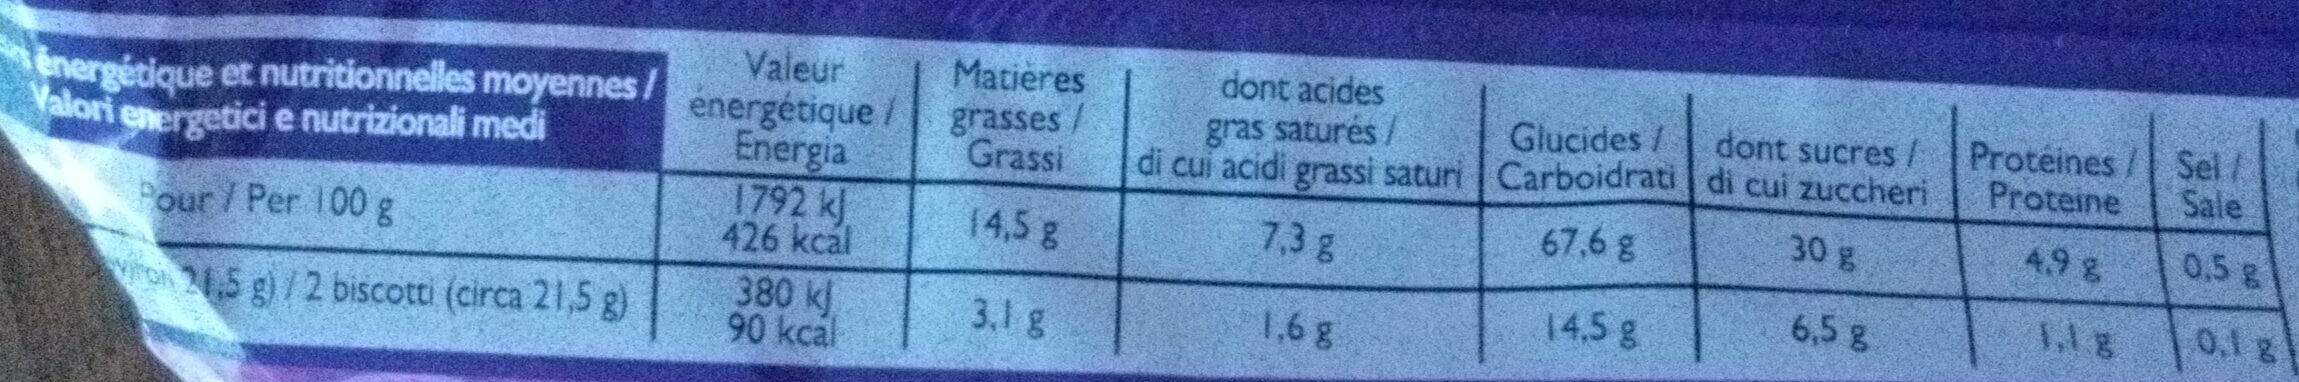 énergétique et nutritionnelles moyennes /
Valori energetici e nutrizionali medi
Valeur
énergétique /
Energia
Matières
grasses /
Grassi
dont acides
gras saturés /
di cui acidi grassi saturi
Glucides /
Carboidrati
dont sucres /
di cui zuccheri
Protéines /
Proteine
Sel /
Sale
Pour / Per 100 g
1792 kJ
426 kcal
14,5 g
7,3 g
67,6 g
30 g
4,9 g
0,5 g
21,5 g) / 2 biscotti (circa 21,5 g)
380 kJ
90 kcal
3,1 g
1,6 g
14,5 g
6,5 g
1,1 g
0,1 g